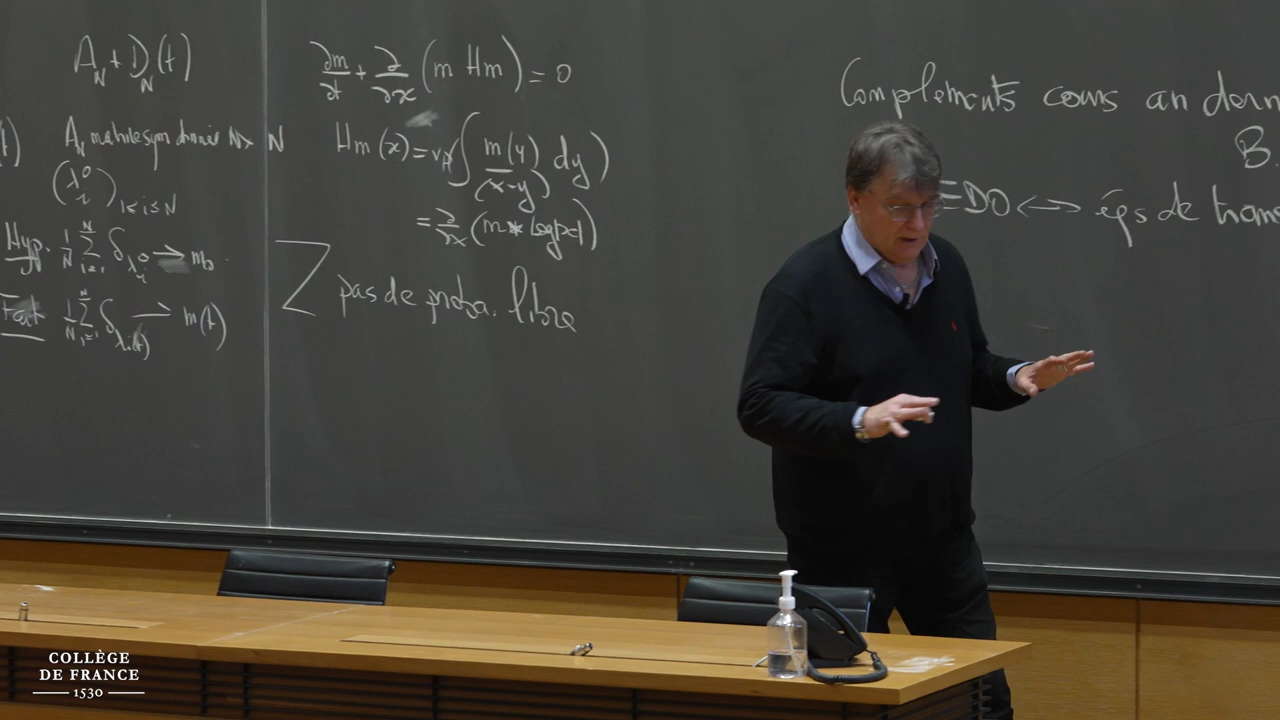 A_N + D_N(t)
t) A_N matrice sym donnée N × N
(λ_i^0)_{1≤i≤N}
Hyp. 1/N Σ_{i=1}^N δ_{λ_i^0} → m_0.
Fait 1/N Σ_{i=1}^N δ_{λ_i(t)} → m(t)
∂m/∂t + ∂/∂x (m Hm) = 0
Hm(x) = vp(∫ m(y)/(x-y) dy)
= ∂/∂x (m * Log|x|)
Z pas de proba. libre
Compléments cours an dern
B.
EDO ↔ éqs de trans
COLLÈGE
DE FRANCE
1530